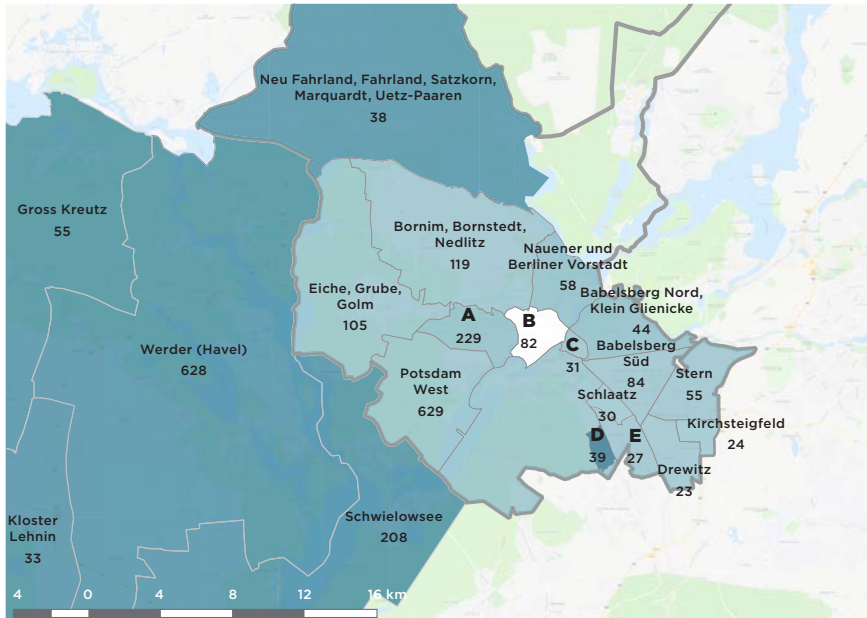 Neu Fahrland, Fahrland, Satzkorn,
Marquardt, Uetz-Paaren
38
Gross Kreutz
55
Bornim, Bornstedt,
Nedlitz
119
Nauener und
Berliner Vorstadt
58
Eiche, Grube,
Golm
105
A
229
B
82
Babelsberg Nord,
Klein Glienicke
44
C
31
Babelsberg
Süd
84
Werder (Havel)
628
Potsdam
West
629
Stern
55
Schlaatz
30
Kirchsteigfeld
24
D
39
E
27
Drewitz
23
Kloster
Lehnin
33
Schwielowsee
208
4 0 4 8 12 16 km